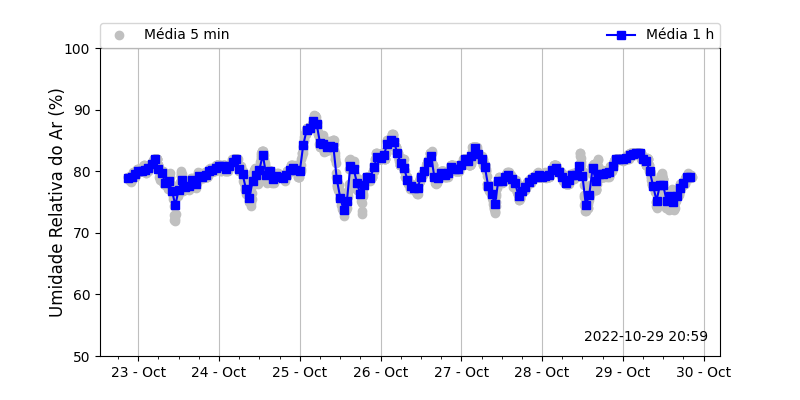 Média 5 min
Média 1 h
Umidade Relativa do Ar (%)
100
90
80
70
60
50
2022-10-29 20:59
23 - Oct
24 - Oct
25 - Oct
26 - Oct
27 - Oct
28 - Oct
29 - Oct
30 - Oct